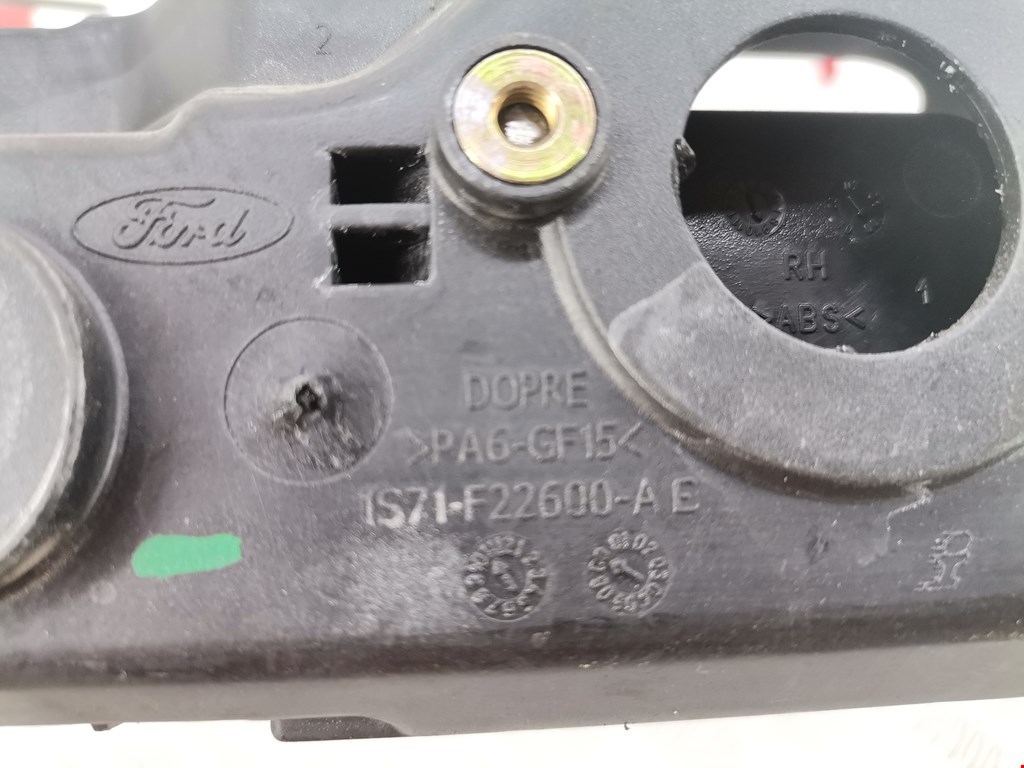 2
Ford
RH
>ABS<
1
DOPRE
>PA6-GF15<
1S71-F22600-A E